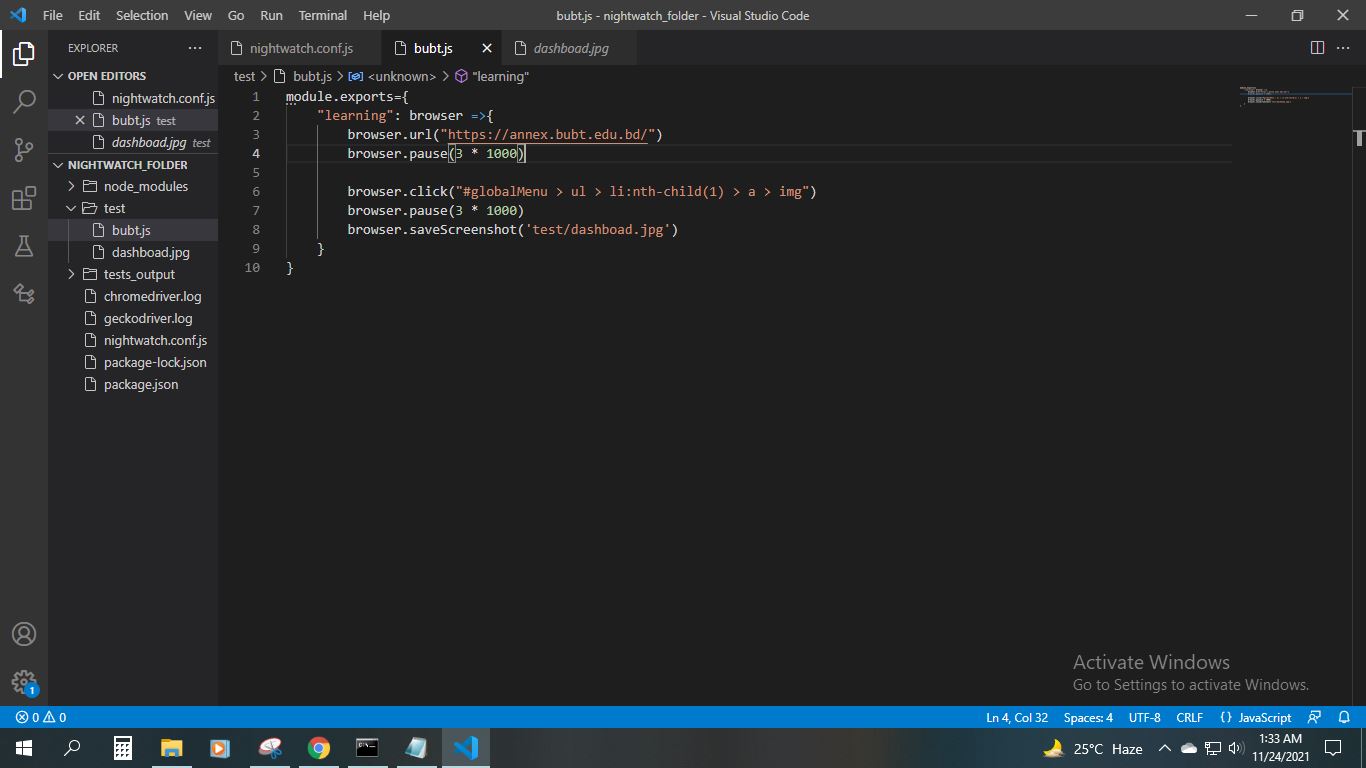 File Edit Selection View Go Run Terminal Help bubt.js - nightwatch_folder - Visual Studio Code
EXPLORER ··· nightwatch.conf.js bubt.js dashboad.jpg ···
OPEN EDITORS
nightwatch.conf.js
bubt.js test
dashboad.jpg test
NIGHTWATCH_FOLDER
node_modules
test
bubt.js
dashboad.jpg
tests_output
chromedriver.log
geckodriver.log
nightwatch.conf.js
package-lock.json
package.json
test > bubt.js > <unknown> > "learning"
1 module.exports={
2 "learning": browser =>{
3 browser.url("https://annex.bubt.edu.bd/")
4 browser.pause(3 * 1000)
5
6 browser.click("#globalMenu > ul > li:nth-child(1) > a > img")
7 browser.pause(3 * 1000)
8 browser.saveScreenshot('test/dashboad.jpg')
9 }
10 }
Activate Windows
Go to Settings to activate Windows.
1
0 0 Ln 4, Col 32 Spaces: 4 UTF-8 CRLF {} JavaScript
25°C Haze 1:33 AM
11/24/2021